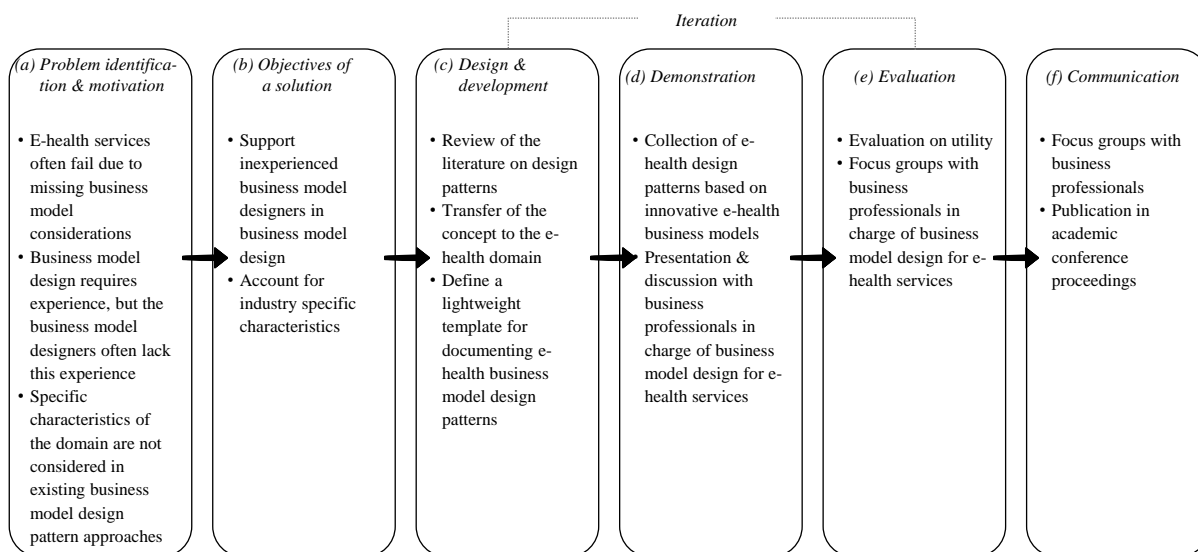 Iteration
(a) Problem identifica-
tion & motivation
• E-health services
often fail due to
missing business
model
considerations
• Business model
design requires
experience, but the
business model
designers often lack
this experience
• Specific
characteristics of
the domain are not
considered in
existing business
model design
pattern approaches
(b) Objectives of
a solution
• Support
inexperienced
business model
designers in
business model
design
• Account for
industry specific
characteristics
(c) Design &
development
• Review of the
literature on design
patterns
• Transfer of the
concept to the e-
health domain
• Define a
lightweight
template for
documenting e-
health business
model design
patterns
(d) Demonstration
• Collection of e-
health design
patterns based on
innovative e-health
business models
• Presentation &
discussion with
business
professionals in
charge of business
model design for e-
health services
(e) Evaluation
• Evaluation on utility
• Focus groups with
business
professionals in
charge of business
model design for e-
health services
(f) Communication
• Focus groups with
business
professionals
• Publication in
academic
conference
proceedings